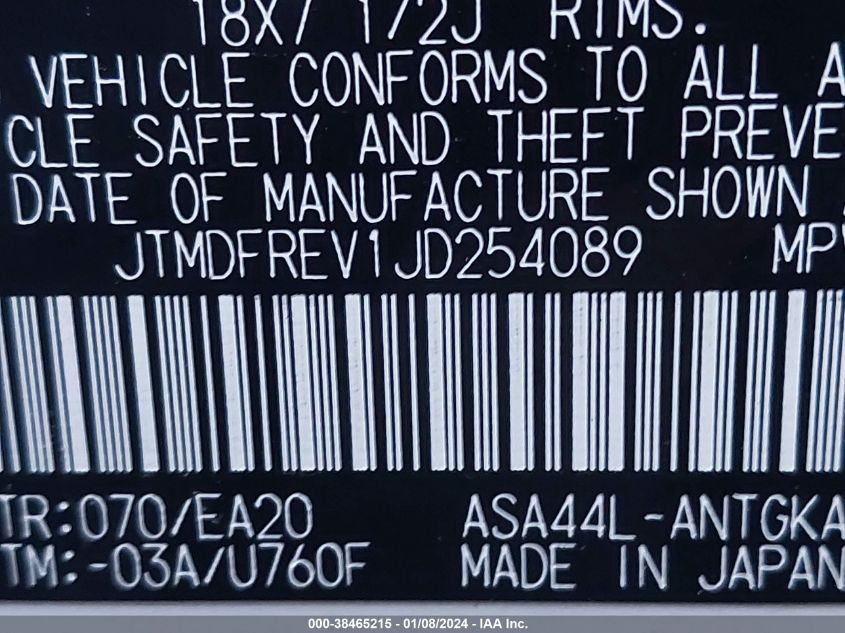 18X7 1/2J RIMS.
VEHICLE CONFORMS TO ALL A
CLE SAFETY AND THEFT PREVE
DATE OF MANUFACTURE SHOWN
JTMDFREV1JD254089 MPV
TR:070/EA20 ASA44L-ANTGKA
TM:-03A/U760F MADE IN JAPAN
000-38465215 - 01/08/2024 - IAA Inc.